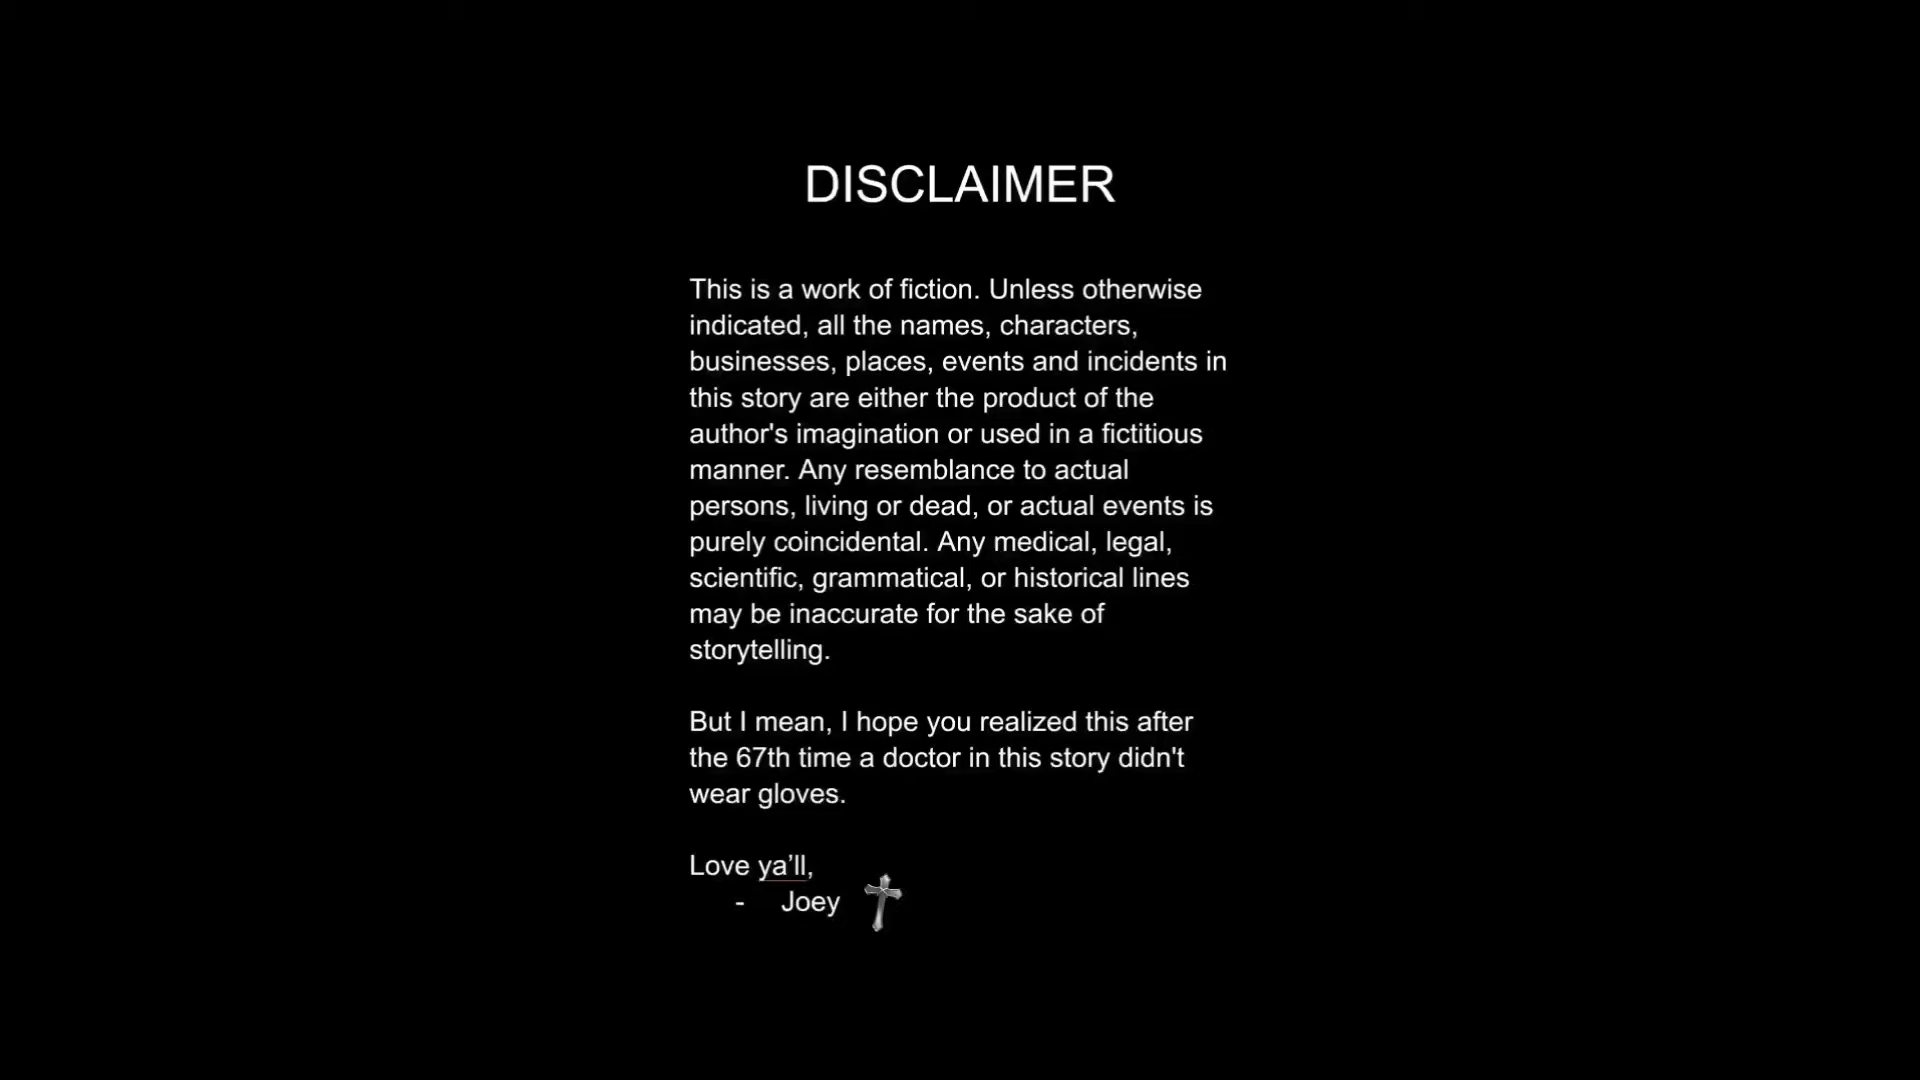 DISCLAIMER
This is a work of fiction. Unless otherwise
indicated, all the names, characters,
businesses, places, events and incidents in
this story are either the product of the
author's imagination or used in a fictitious
manner. Any resemblance to actual
persons, living or dead, or actual events is
purely coincidental. Any medical, legal,
scientific, grammatical, or historical lines
may be inaccurate for the sake of
storytelling.
But I mean, I hope you realized this after
the 67th time a doctor in this story didn't
wear gloves.
Love ya’ll,
- Joey